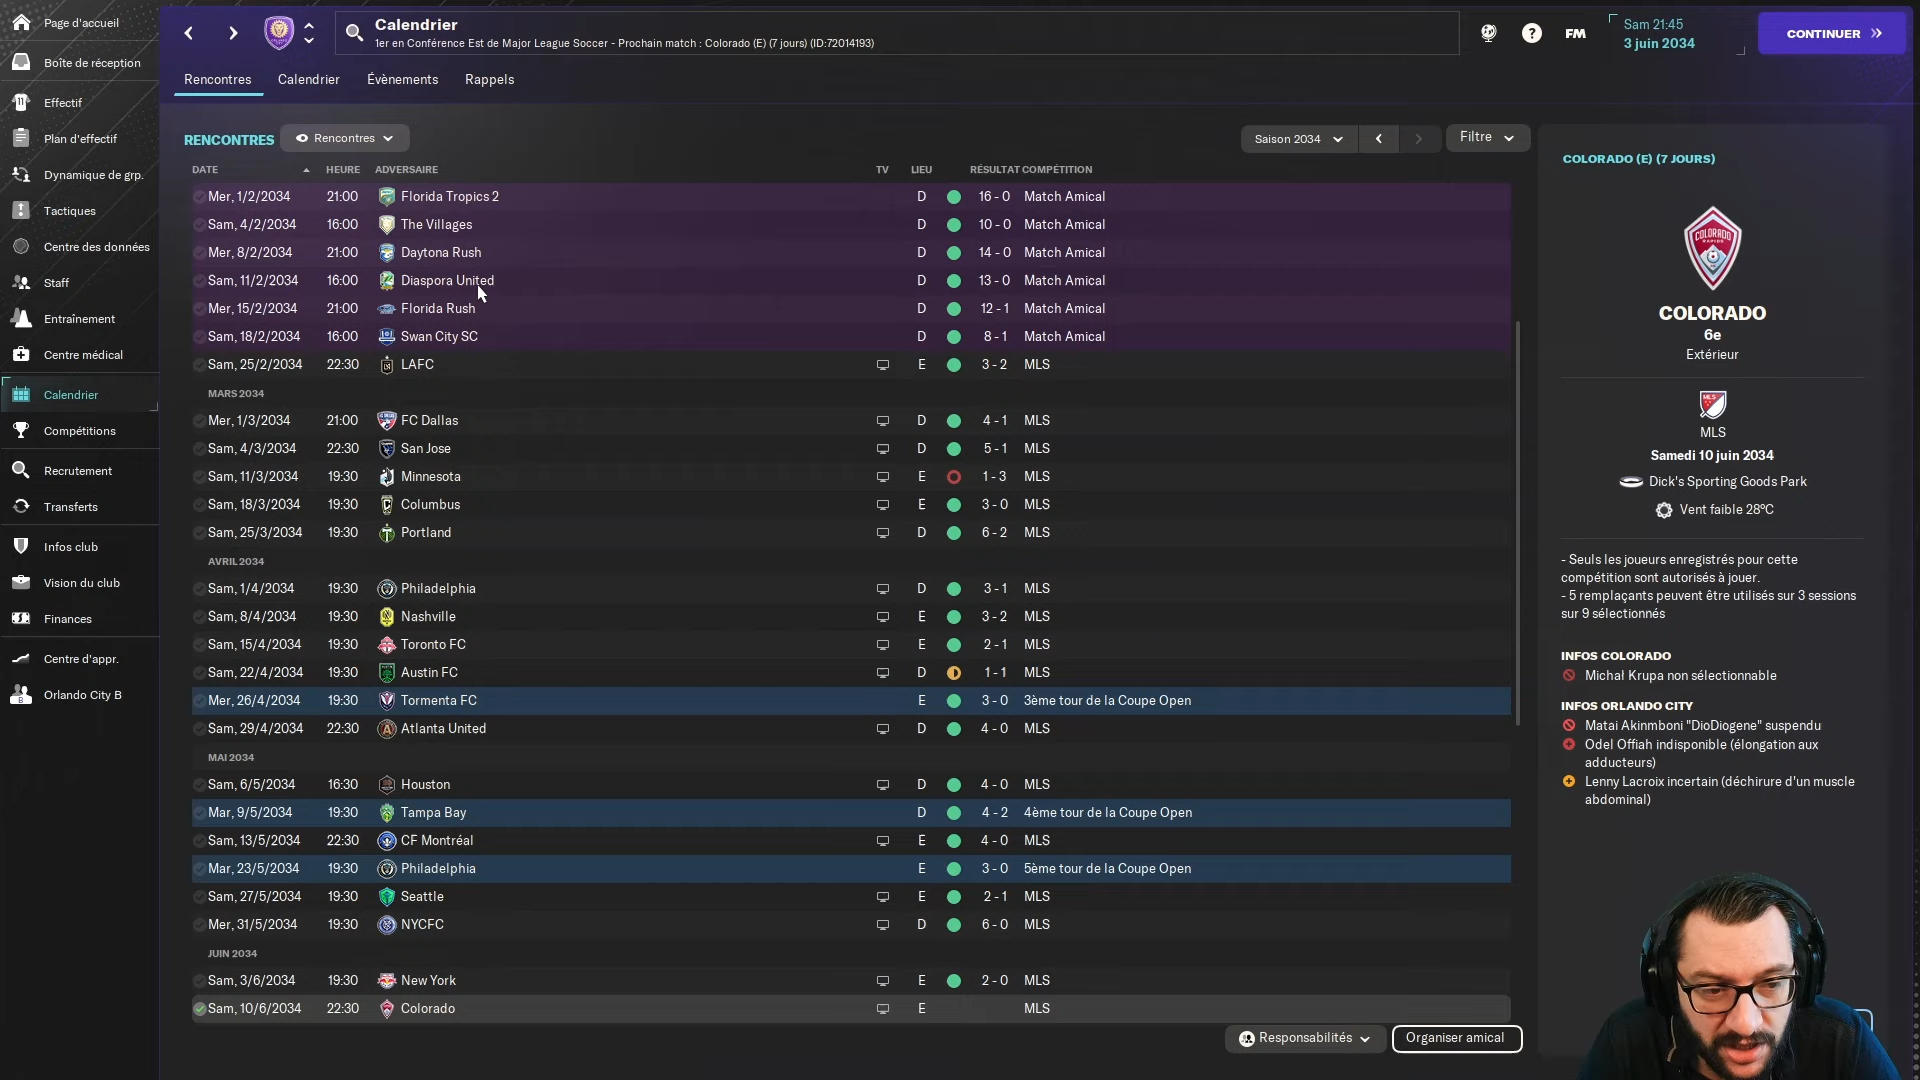 Page d'accueil
Boîte de réception
Effectif
Plan d'effectif
Dynamique de grp.
Tactiques
Centre des données
Staff
Entraînement
Centre médical
Calendrier
Compétitions
Recrutement
Transferts
Infos club
Vision du club
Finances
Centre d'appr.
Orlando City B
Calendrier
1er en Conférence Est de Major League Soccer - Prochain match : Colorado (E) (7 jours) (ID:72014193)
FM
Sam 21:45
3 juin 2034
CONTINUER
Rencontres Calendrier Évènements Rappels
RENCONTRES Rencontres Saison 2034 Filtre
DATE HEURE ADVERSAIRE TV LIEU RÉSULTAT COMPÉTITION
Mer, 1/2/2034 21:00 Florida Tropics 2 D 16 - 0 Match Amical
Sam, 4/2/2034 16:00 The Villages D 10 - 0 Match Amical
Mer, 8/2/2034 21:00 Daytona Rush D 14 - 0 Match Amical
Sam, 11/2/2034 16:00 Diaspora United D 13 - 0 Match Amical
Mer, 15/2/2034 21:00 Florida Rush D 12 - 1 Match Amical
Sam, 18/2/2034 16:00 Swan City SC D 8 - 1 Match Amical
Sam, 25/2/2034 22:30 LAFC E 3 - 2 MLS
MARS 2034
Mer, 1/3/2034 21:00 FC Dallas D 4 - 1 MLS
Sam, 4/3/2034 22:30 San Jose D 5 - 1 MLS
Sam, 11/3/2034 19:30 Minnesota E 1 - 3 MLS
Sam, 18/3/2034 19:30 Columbus E 3 - 0 MLS
Sam, 25/3/2034 19:30 Portland D 6 - 2 MLS
AVRIL 2034
Sam, 1/4/2034 19:30 Philadelphia D 3 - 1 MLS
Sam, 8/4/2034 19:30 Nashville E 3 - 2 MLS
Sam, 15/4/2034 19:30 Toronto FC E 2 - 1 MLS
Sam, 22/4/2034 19:30 Austin FC D 1 - 1 MLS
Mer, 26/4/2034 19:30 Tormenta FC E 3 - 0 3ème tour de la Coupe Open
Sam, 29/4/2034 22:30 Atlanta United D 4 - 0 MLS
MAI 2034
Sam, 6/5/2034 16:30 Houston D 4 - 0 MLS
Mar, 9/5/2034 19:30 Tampa Bay D 4 - 2 4ème tour de la Coupe Open
Sam, 13/5/2034 22:30 CF Montréal E 4 - 0 MLS
Mar, 23/5/2034 19:30 Philadelphia E 3 - 0 5ème tour de la Coupe Open
Sam, 27/5/2034 19:30 Seattle E 2 - 1 MLS
Mer, 31/5/2034 19:30 NYCFC D 6 - 0 MLS
JUIN 2034
Sam, 3/6/2034 19:30 New York E 2 - 0 MLS
Sam, 10/6/2034 22:30 Colorado E MLS
Responsabilités Organiser amical
COLORADO (E) (7 JOURS)
COLORADO
6e
Extérieur
MLS
Samedi 10 juin 2034
Dick's Sporting Goods Park
Vent faible 28°C
- Seuls les joueurs enregistrés pour cette
compétition sont autorisés à jouer.
- 5 remplaçants peuvent être utilisés sur 3 sessions
sur 9 sélectionnés
INFOS COLORADO
Michal Krupa non sélectionnable
INFOS ORLANDO CITY
Matai Akinmboni "DioDiogene" suspendu
Odel Offiah indisponible (élongation aux
adducteurs)
Lenny Lacroix incertain (déchirure d'un muscle
abdominal)